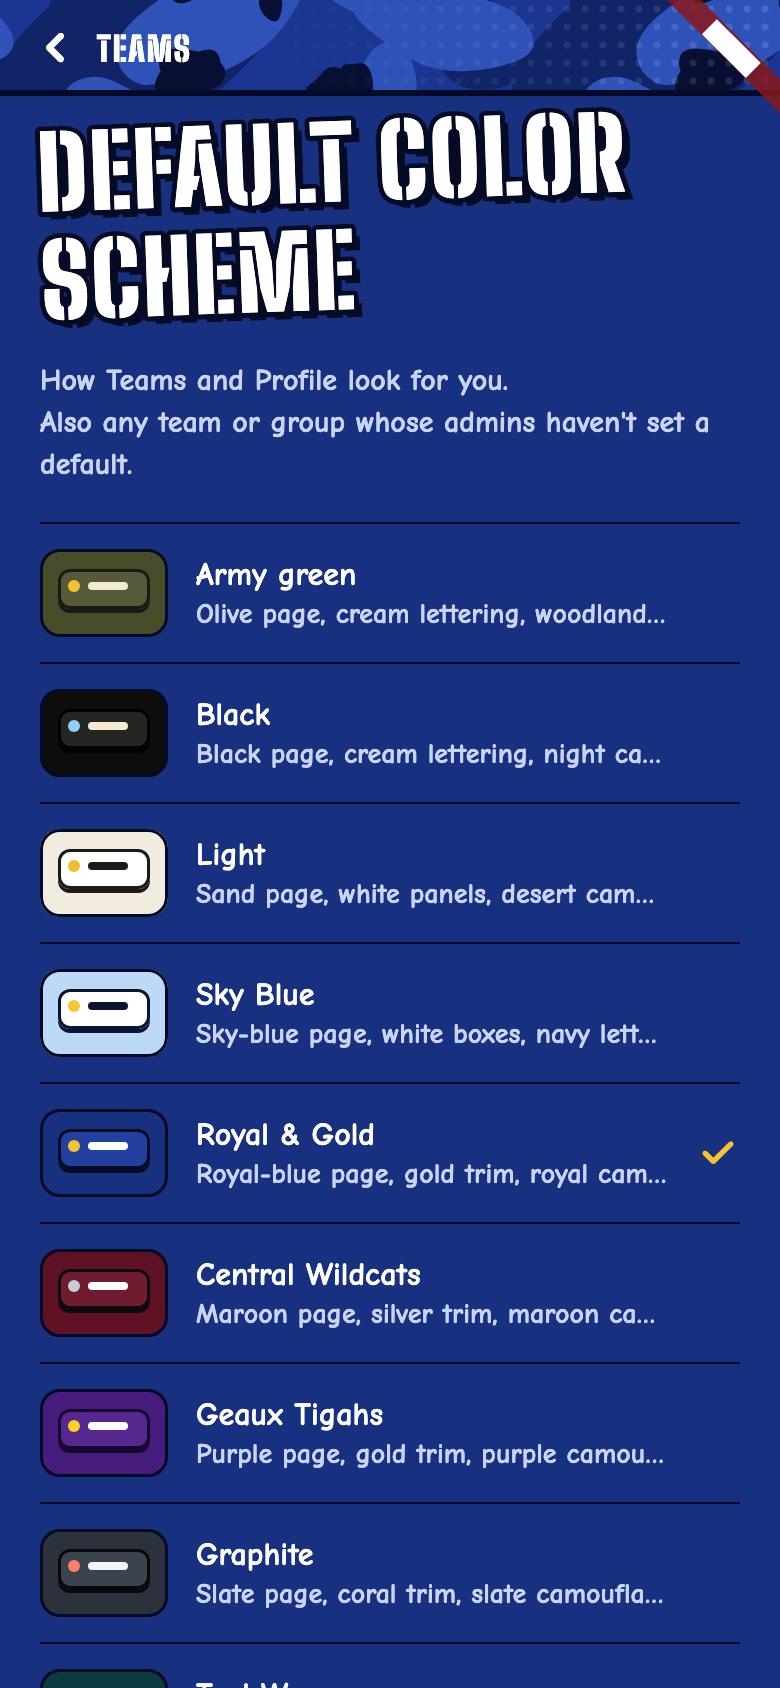 TEAMS
DEFAULT COLOR
SCHEME
How Teams and Profile look for you.
Also any team or group whose admins haven't set a
default.
Army green
Olive page, cream lettering, woodland...
Black
Black page, cream lettering, night ca...
Light
Sand page, white panels, desert cam...
Sky Blue
Sky-blue page, white boxes, navy lett...
Royal & Gold
Royal-blue page, gold trim, royal cam...
Central Wildcats
Maroon page, silver trim, maroon ca...
Geaux Tigahs
Purple page, gold trim, purple camou...
Graphite
Slate page, coral trim, slate camoufla...